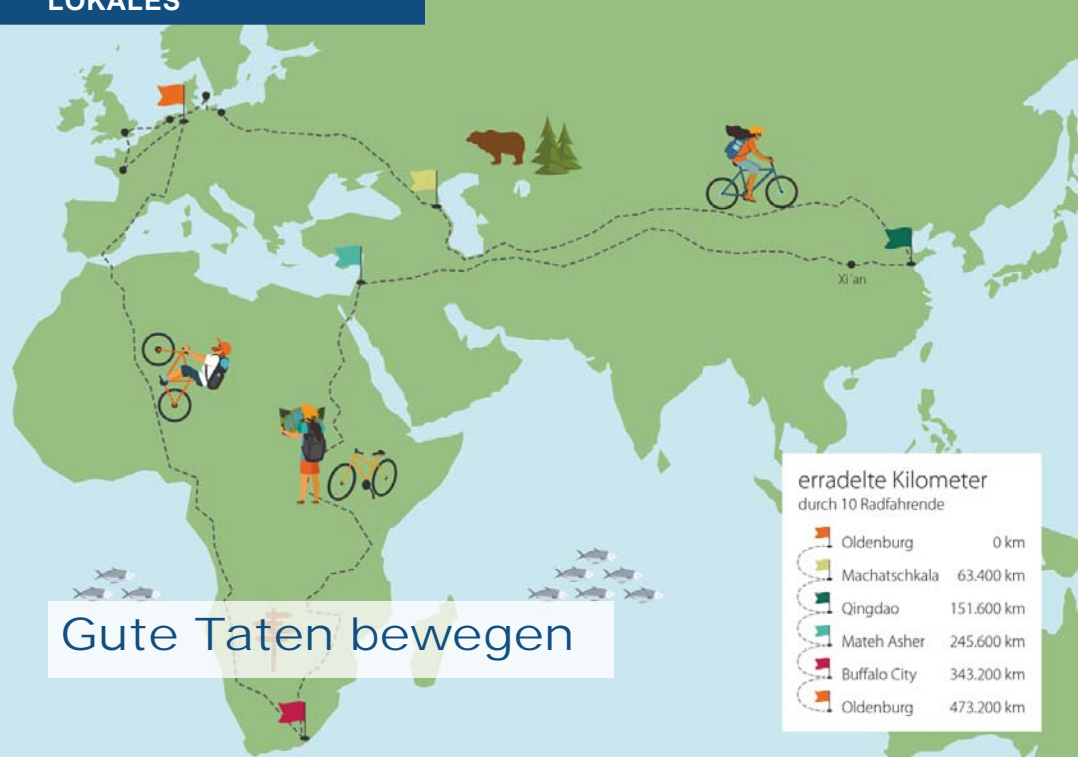 LOKALES
Xi´an
erradelte Kilometer
durch 10 Radfahrende
Oldenburg 0 km
Machatschkala 63.400 km
Qingdao 151.600 km
Mateh Asher 245.600 km
Buffalo City 343.200 km
Oldenburg 473.200 km
Gute Taten bewegen